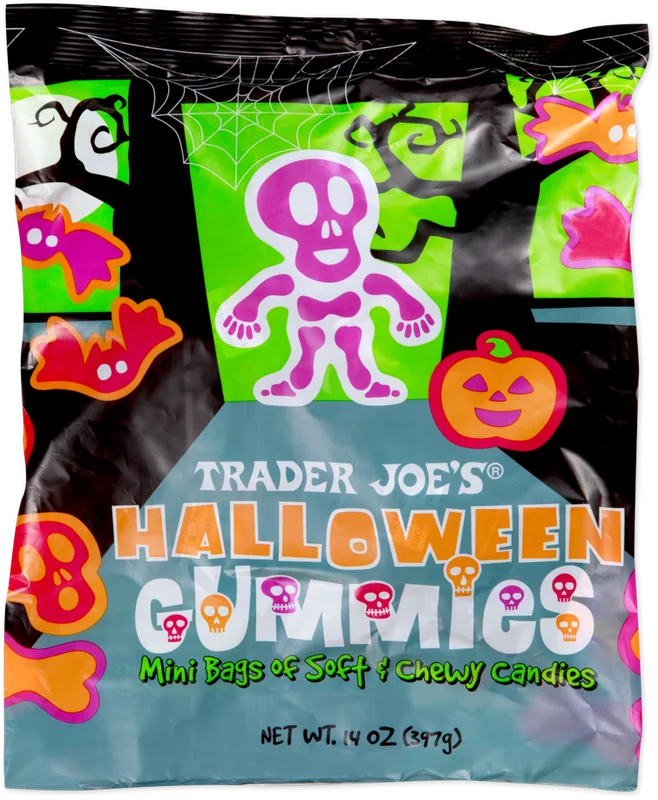 TRADER JOE'S®
HALLOWEEN
GUMMIES
Mini Bags of Soft & Chewy Candies
NET WT. 14 OZ (397g)